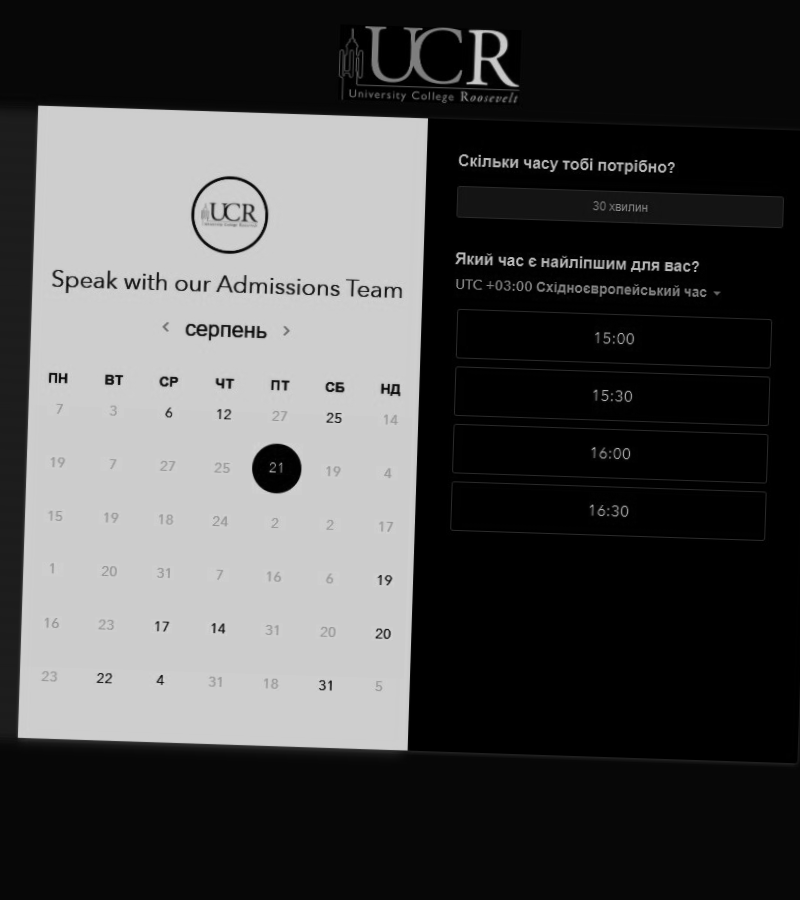 UCR
University College Roosevelt
UCR
University College Roosevelt
Speak with our Admissions Team
серпень
ПН ВТ СР ЧТ ПТ СБ НД
7 3 6 12 27 25 14
19 7 27 25 21 19 4
15 19 18 24 2 2 17
1 20 31 7 16 6 19
16 23 17 14 31 20 20
23 22 4 31 18 31 5
Скільки часу тобі потрібно?
30 хвилин
Який час є найліпшим для вас?
UTC +03:00 Східноєвропейський час
15:00
15:30
16:00
16:30